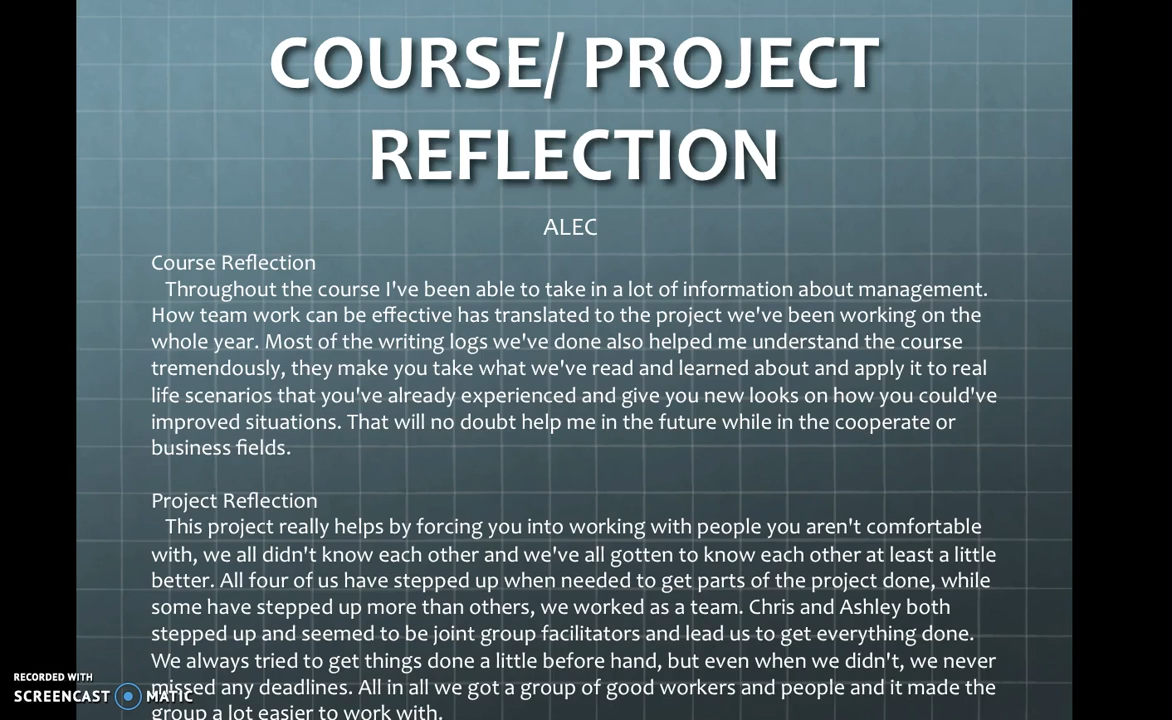 COURSE/ PROJECT
REFLECTION
ALEC
Course Reflection
Throughout the course I've been able to take in a lot of information about management.
How team work can be effective has translated to the project we've been working on the
whole year. Most of the writing logs we've done also helped me understand the course
tremendously, they make you take what we've read and learned about and apply it to real
life scenarios that you've already experienced and give you new looks on how you could've
improved situations. That will no doubt help me in the future while in the cooperate or
business fields.
Project Reflection
This project really helps by forcing you into working with people you aren't comfortable
with, we all didn't know each other and we've all gotten to know each other at least a little
better. All four of us have stepped up when needed to get parts of the project done, while
some have stepped up more than others, we worked as a team. Chris and Ashley both
stepped up and seemed to be joint group facilitators and lead us to get everything done.
We always tried to get things done a little before hand, but even when we didn't, we never
missed any deadlines. All in all we got a group of good workers and people and it made the
group a lot easier to work with.
RECORDED WITH
SCREENCAST MATIC